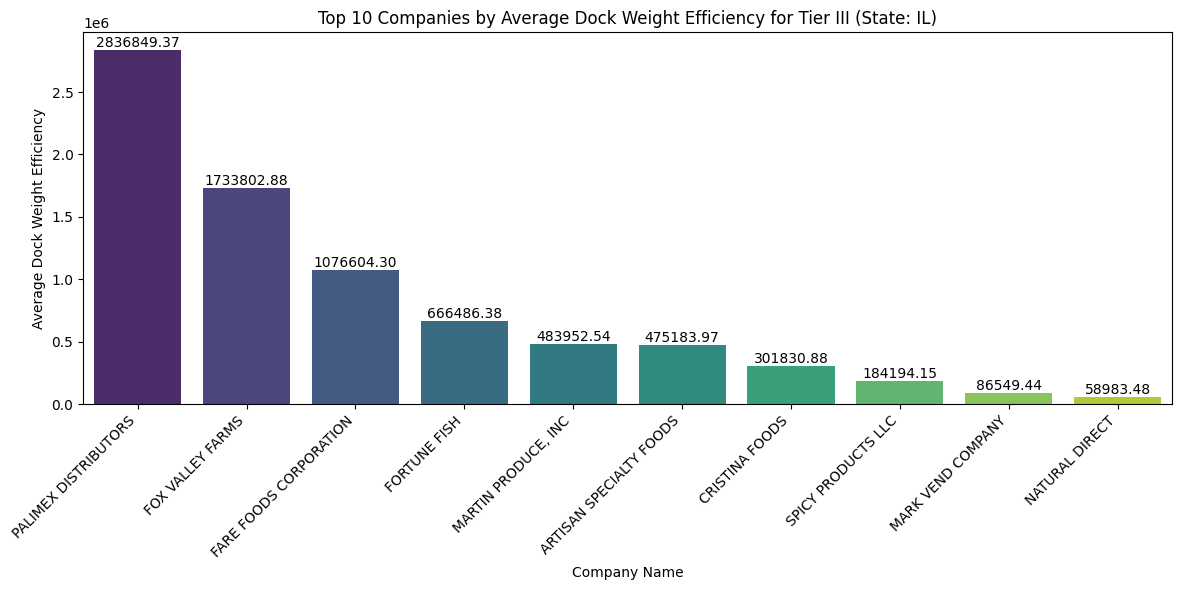 Top 10 Companies by Average Dock Weight Efficiency for Tier III (State: IL)
1e6
Average Dock Weight Efficiency
2.5
2.0
1.5
1.0
0.5
0.0
2836849.37
1733802.88
1076604.30
666486.38
483952.54
475183.97
301830.88
184194.15
86549.44
58983.48
PALIMEX DISTRIBUTORS
FOX VALLEY FARMS
FARE FOODS CORPORATION
FORTUNE FISH
MARTIN PRODUCE, INC
ARTISAN SPECIALTY FOODS
CRISTINA FOODS
SPICY PRODUCTS LLC
MARK VEND COMPANY
NATURAL DIRECT
Company Name